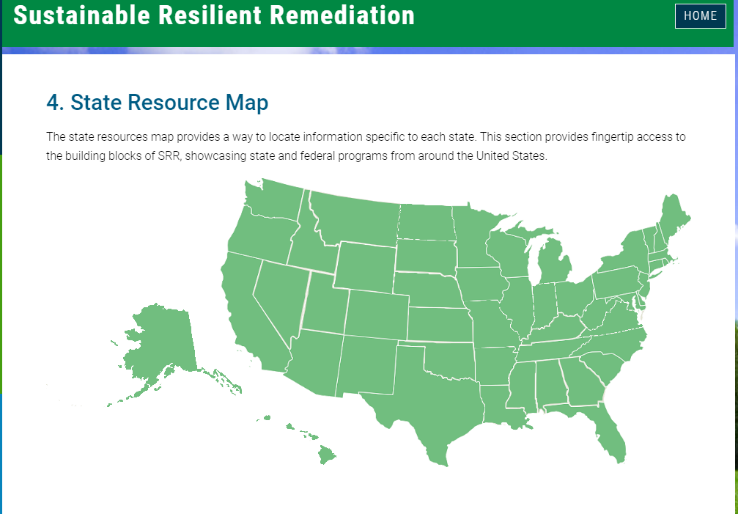 Sustainable Resilient Remediation
HOME
4. State Resource Map
The state resources map provides a way to locate information specific to each state. This section provides fingertip access to
the building blocks of SRR, showcasing state and federal programs from around the United States.